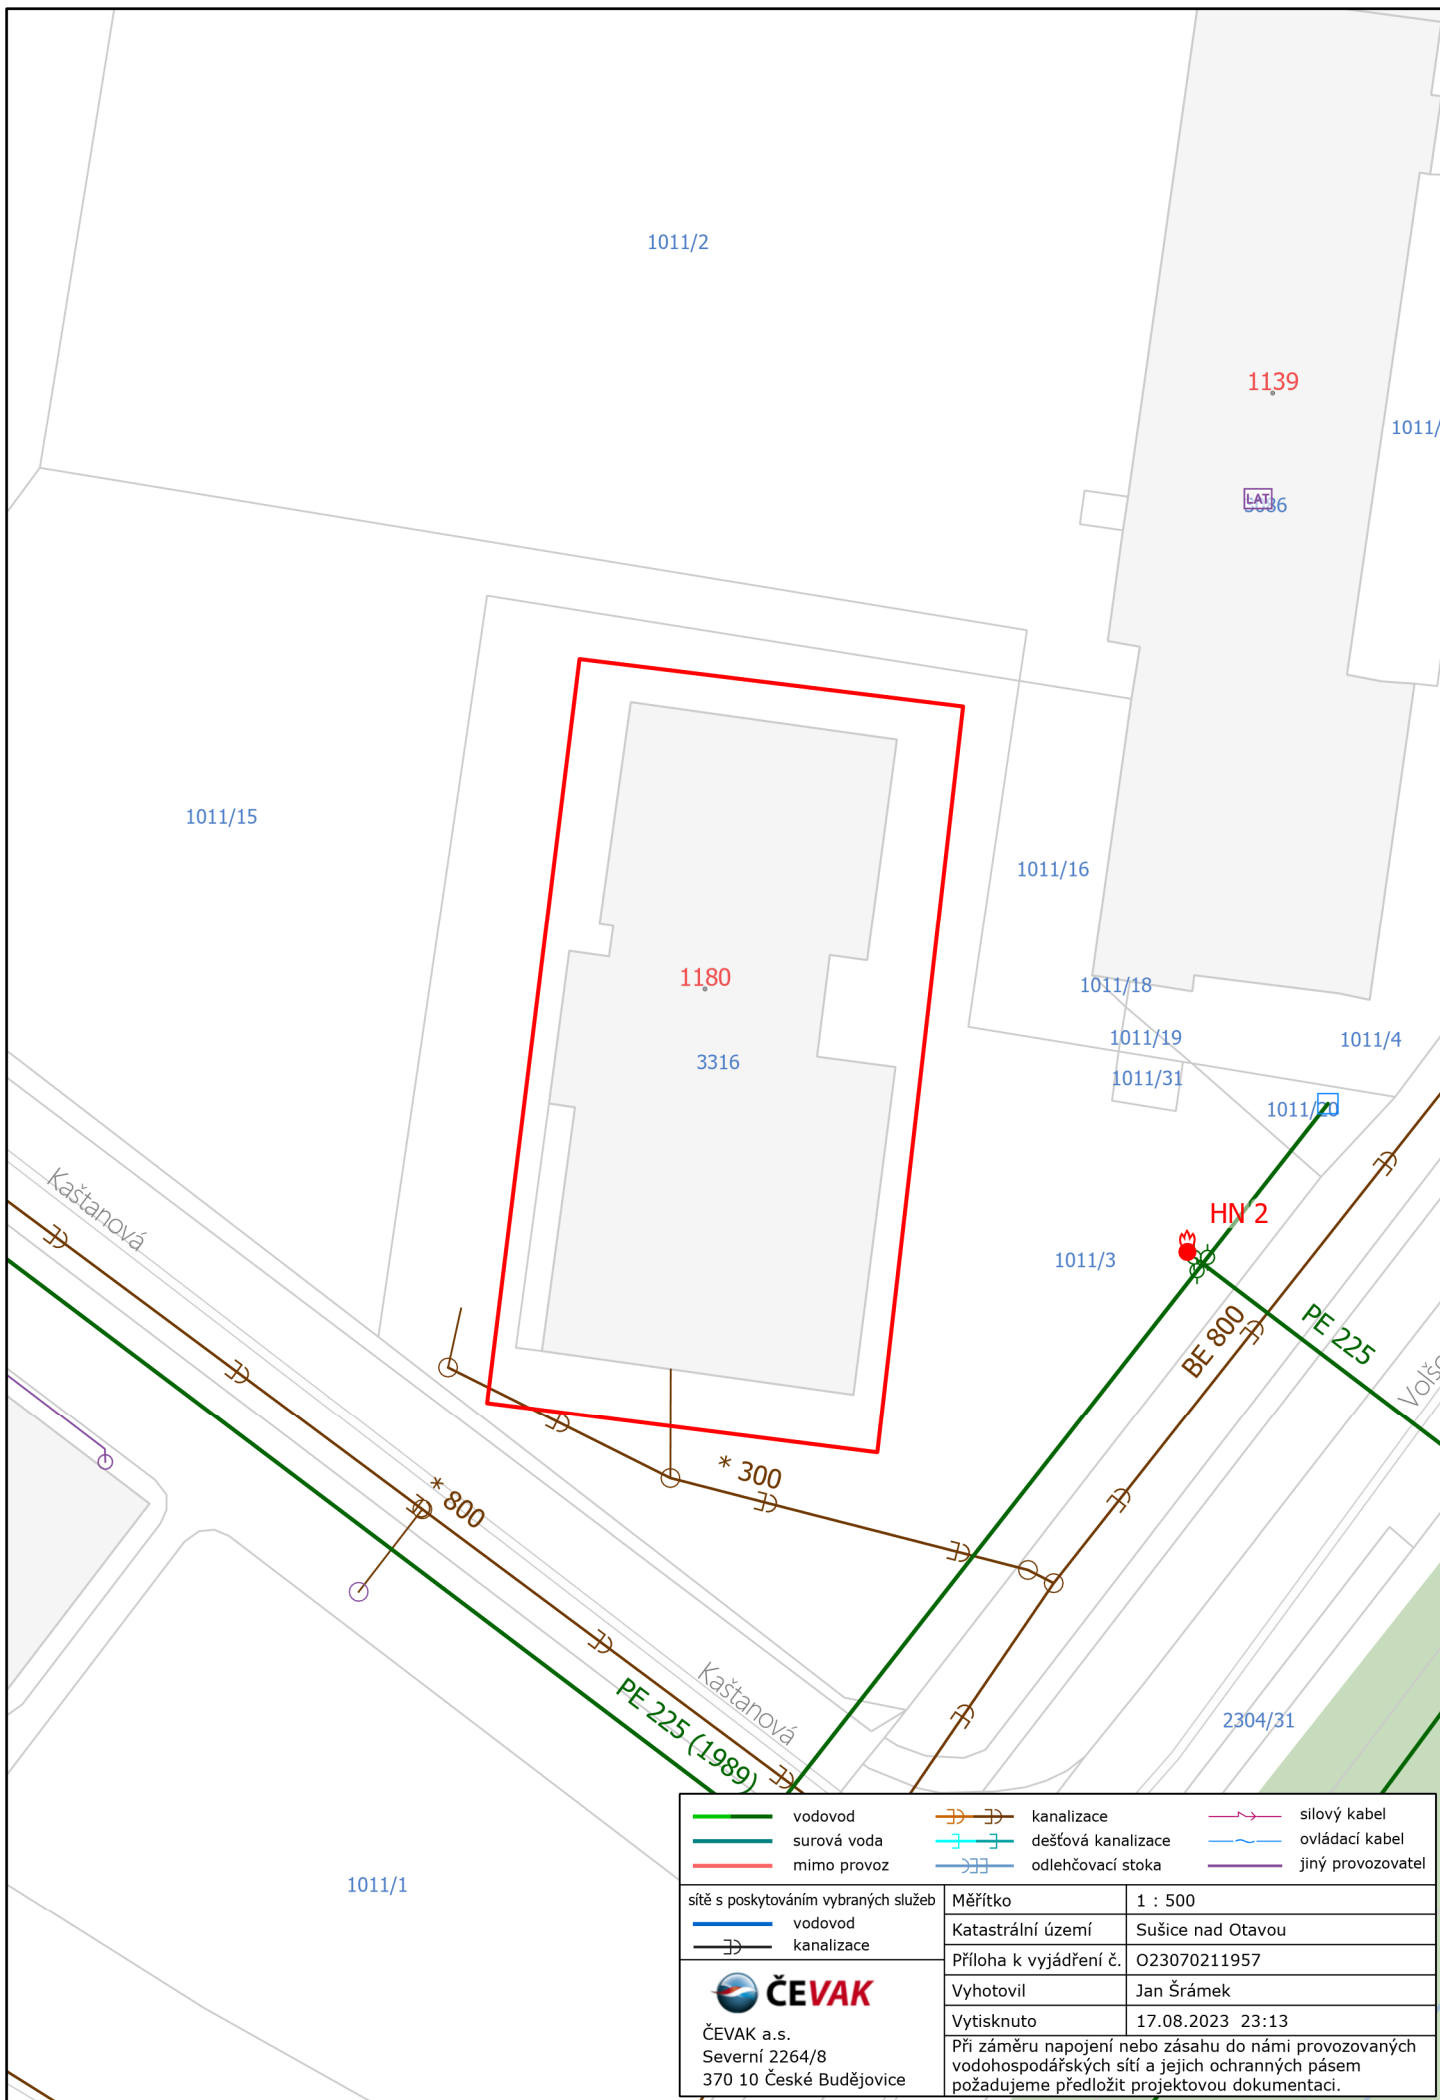 1011/2
1139
1011/
LAT
1011/15
1011/16
1180
1011/18
3316
1011/19
1011/4
1011/31
1011/20
Kaštanová
HN 2
1011/3
BE 800
PE 225
* 300
* 800
Kaštanová
PE 225 (1989)
2304/31
1011/1
vodovod
kanalizace
silový kabel
surová voda
dešťová kanalizace
ovládací kabel
mimo provoz
odlehčovací stoka
jiný provozovatel
sítě s poskytováním vybraných služeb
vodovod
kanalizace
Měřítko 1 : 500
Katastrální území Sušice nad Otavou
Příloha k vyjádření č. O23070211957
Vyhotovil Jan Šrámek
Vytisknuto 17.08.2023 23:13
ČEVAK
ČEVAK a.s.
Severní 2264/8
370 10 České Budějovice
Při záměru napojení nebo zásahu do námi provozovaných
vodohospodářských sítí a jejich ochranných pásem
požadujeme předložit projektovou dokumentaci.